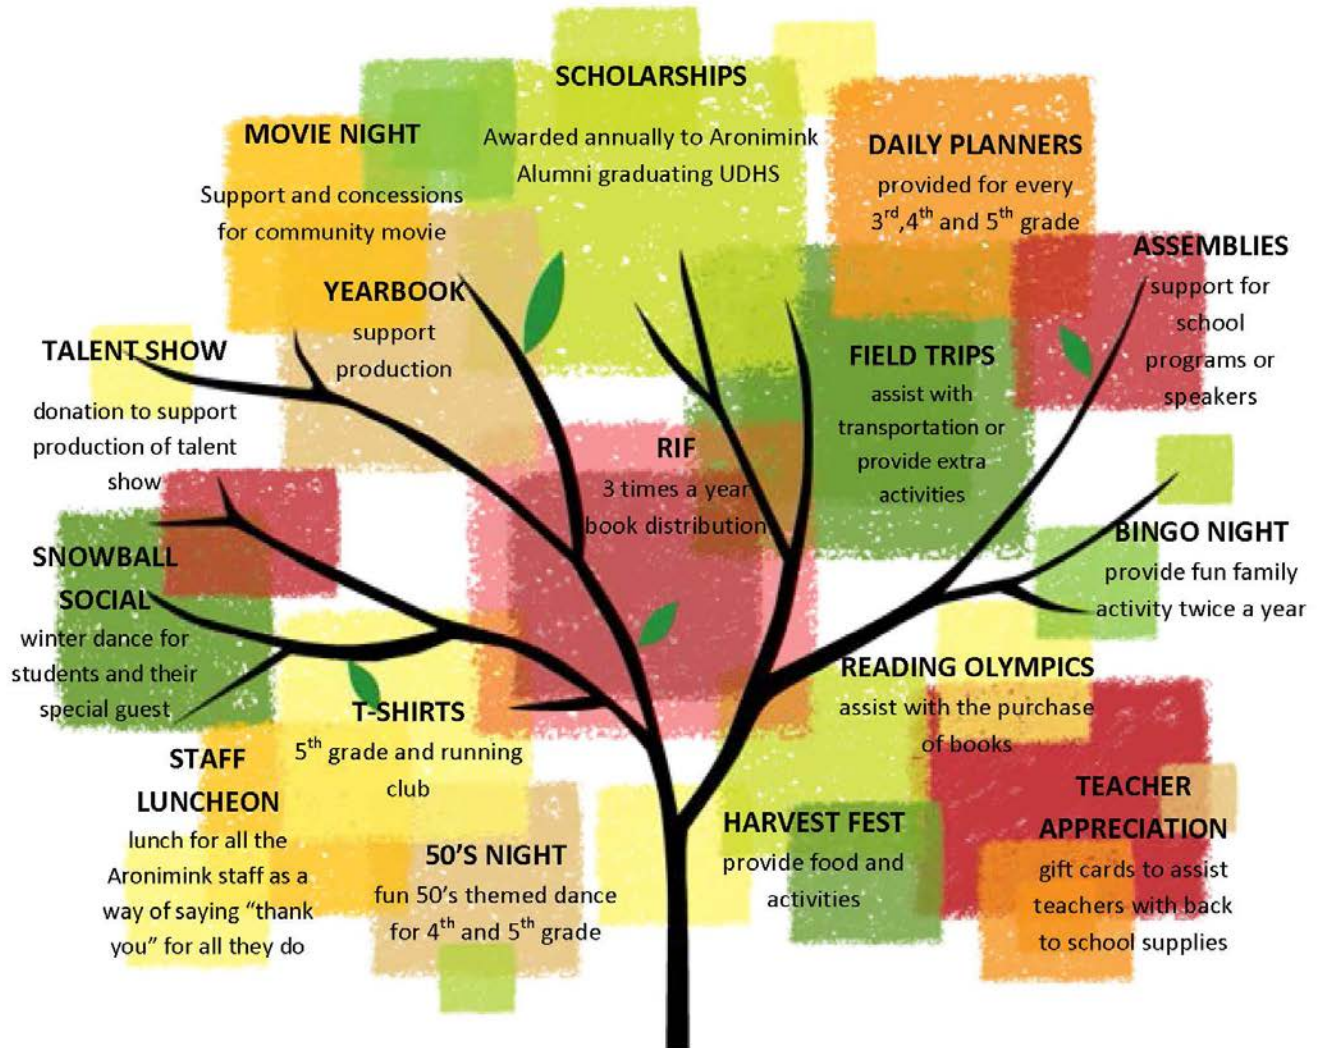 SCHOLARSHIPS
Awarded annually to Aronimink
Alumni graduating UDHS
MOVIE NIGHT
Support and concessions
for community movie
DAILY PLANNERS
provided for every
3rd,4th and 5th grade
ASSEMBLIES
support for
school
programs or
speakers
YEARBOOK
support
production
TALENT SHOW
donation to support
production of talent
show
FIELD TRIPS
assist with
transportation or
provide extra
activities
RIF
3 times a year
book distribution
SNOWBALL
SOCIAL
winter dance for
students and their
special guest
BINGO NIGHT
provide fun family
activity twice a year
READING OLYMPICS
assist with the purchase
of books
T-SHIRTS
5th grade and running
club
STAFF
LUNCHEON
lunch for all the
Aronimink staff as a
way of saying “thank
you” for all they do
50’S NIGHT
fun 50’s themed dance
for 4th and 5th grade
HARVEST FEST
provide food and
activities
TEACHER
APPRECIATION
gift cards to assist
teachers with back
to school supplies